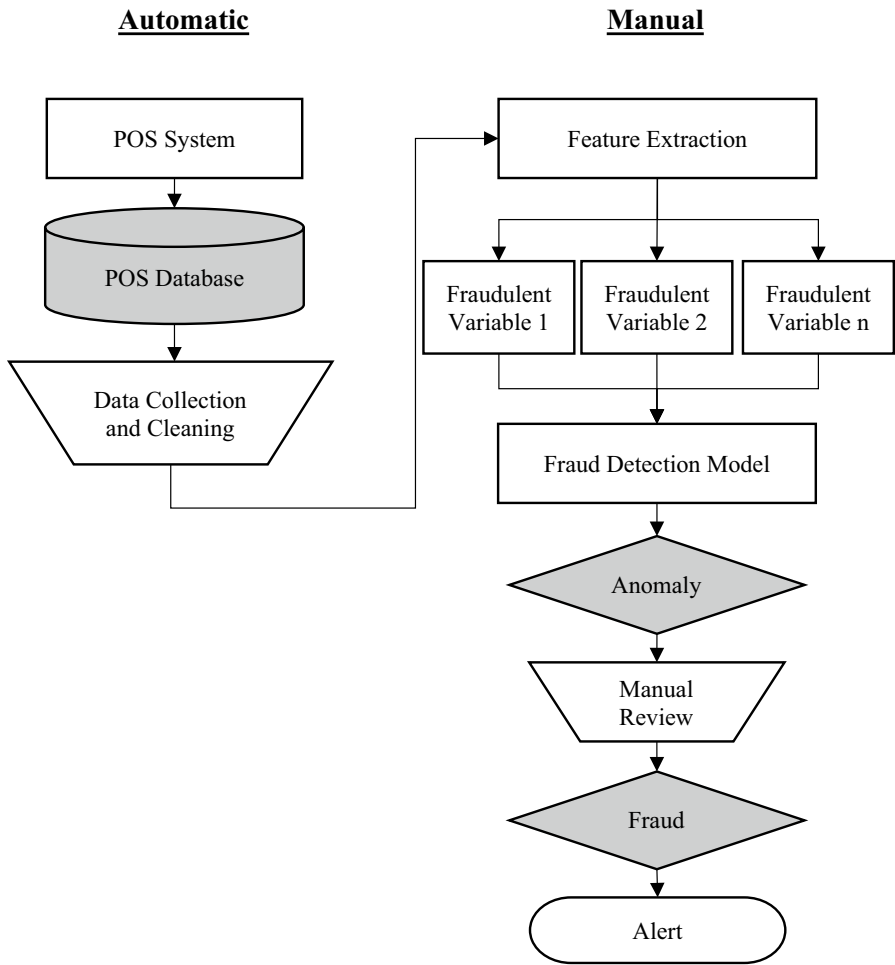 Automatic
Manual
POS System
POS Database
Data Collection
and Cleaning
Feature Extraction
Fraudulent
Variable 1
Fraudulent
Variable 2
Fraudulent
Variable n
Fraud Detection Model
Anomaly
Manual
Review
Fraud
Alert